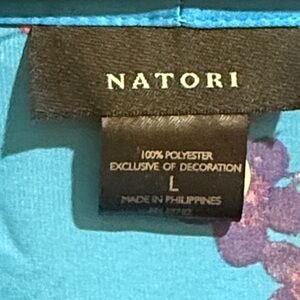 NATORI
100% POLYESTER
EXCLUSIVE OF DECORATION
L
MADE IN PHILIPPINES